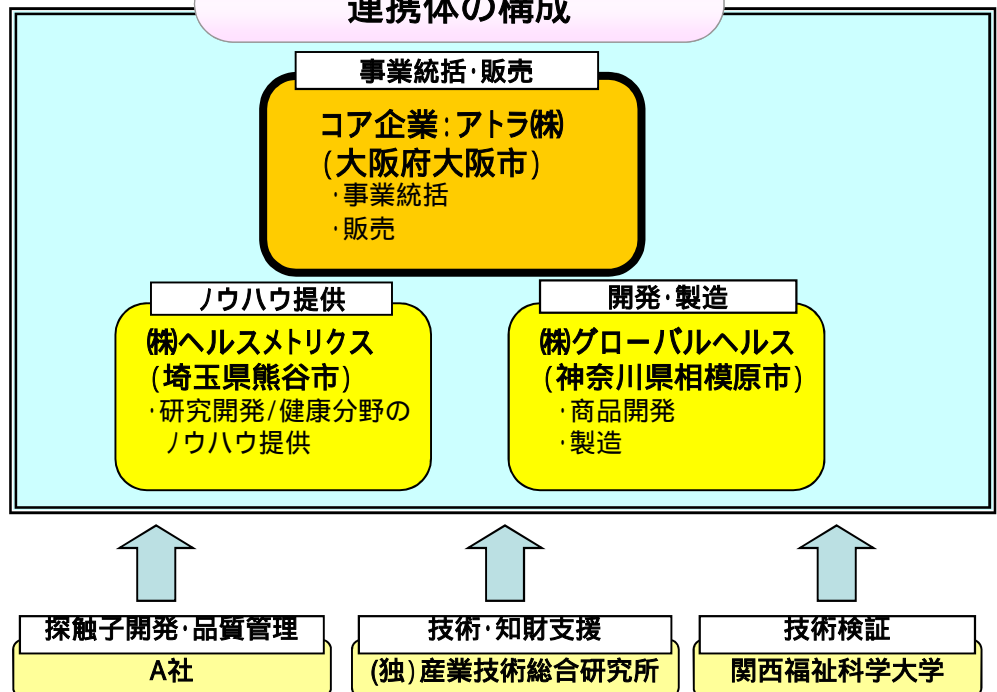 連携体の構成
事業統括・販売
コア企業:アトラ㈱
(大阪府大阪市)
・事業統括
・販売
ノウハウ提供
㈱ヘルスメトリクス
(埼玉県熊谷市)
・研究開発/健康分野の
ノウハウ提供
開発・製造
㈱グローバルヘルス
(神奈川県相模原市)
・商品開発
・製造
探触子開発・品質管理
A社
技術・知財支援
(独)産業技術総合研究所
技術検証
関西福祉科学大学